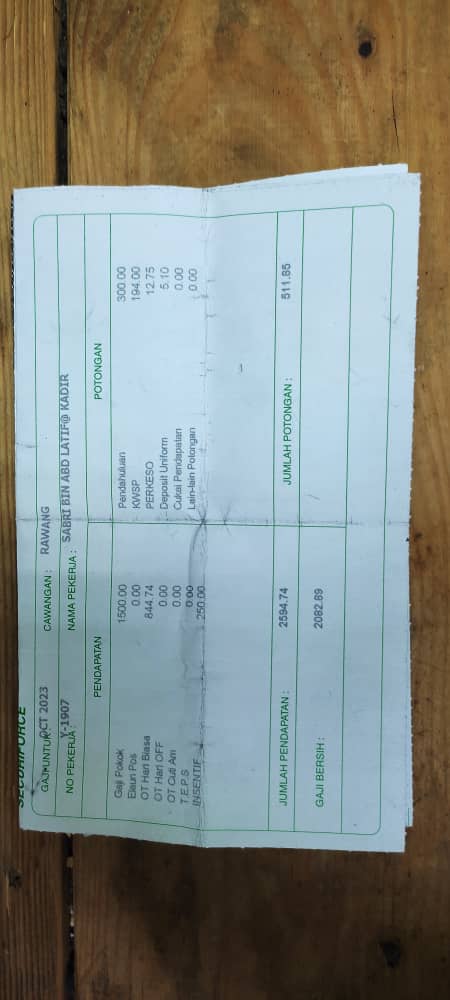 SECURIFORCE
GAJI UNTUK : OCT 2023 CAWANGAN : RAWANG
NO PEKERJA : Y-1907 NAMA PEKERJA : SABRI BIN ABD LATIF@ KADIR
PENDAPATAN POTONGAN
Gaji Pokok 1500.00 Pendahuluan 300.00
Elaun Pos 0.00 KWSP 194.00
OT Hari Biasa 844.74 PERKESO 12.75
OT Hari OFF 0.00 Deposit Uniform 5.10
OT Cuti Am 0.00 Cukai Pendapatan 0.00
T.E.P.S 0.00 Lain-lain Potongan 0.00
INSENTIF 250.00
JUMLAH PENDAPATAN : 2594.74 JUMLAH POTONGAN : 511.85
GAJI BERSIH : 2082.89